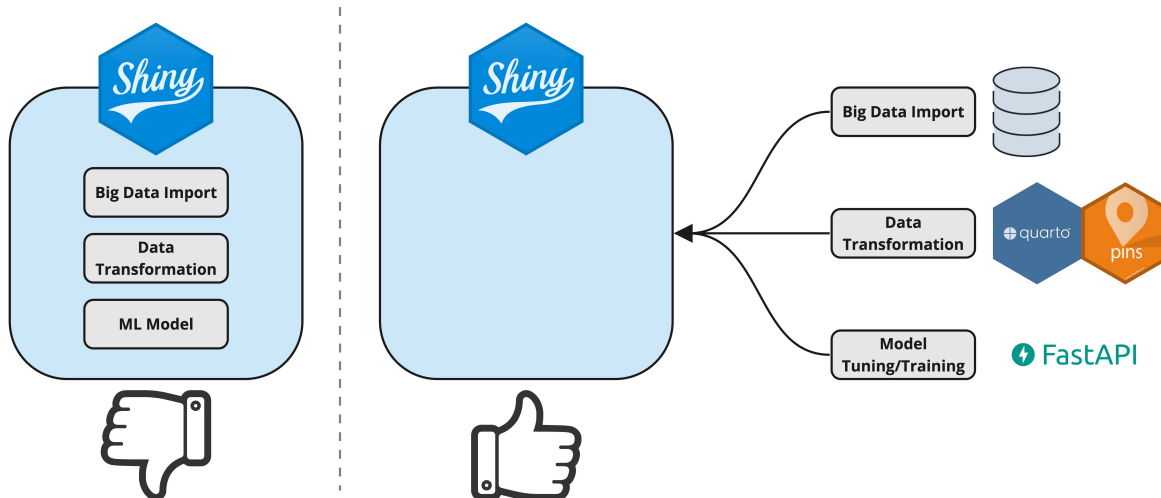 Shiny
Big Data Import
Data
Transformation
ML Model
Shiny
Big Data Import
Data
Transformation
quarto
pins
Model
Tuning/Training
FastAPI